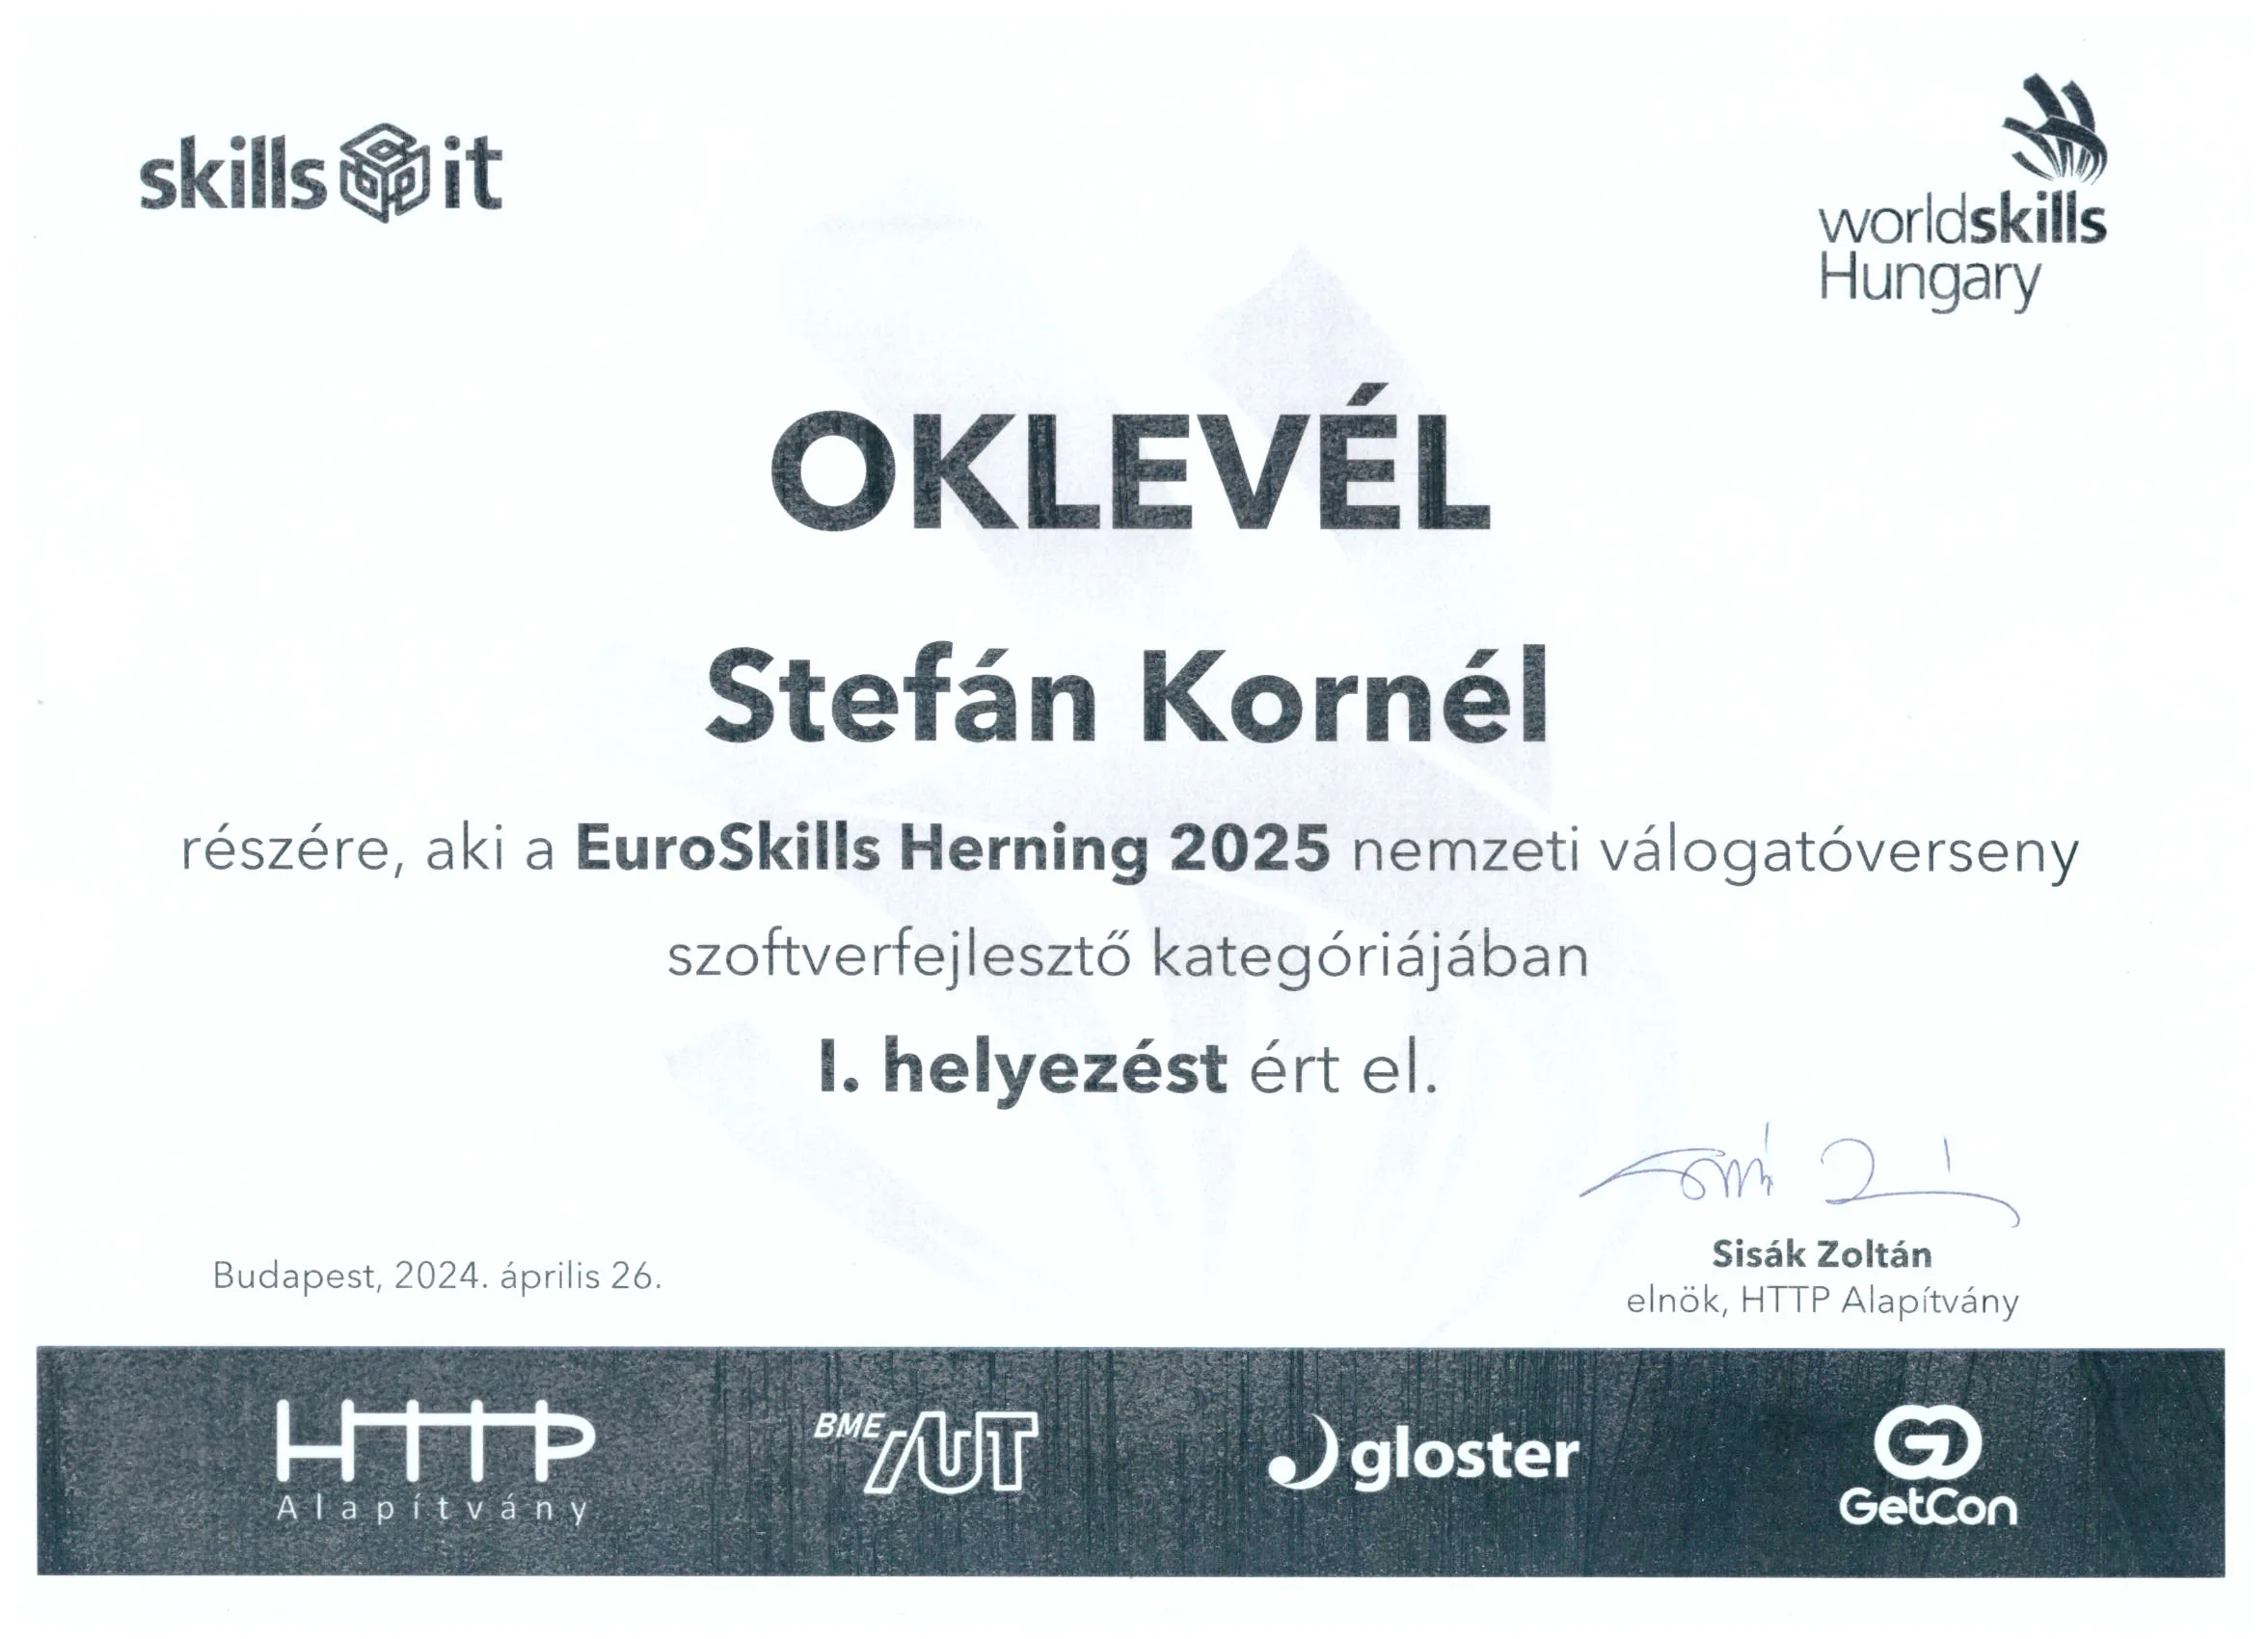 skills it
worldskills
Hungary
OKLEVÉL
Stefán Kornél
részére, aki a EuroSkills Herning 2025 nemzeti válogatóverseny
szoftverfejlesztő kategóriájában
I. helyezést ért el.
Budapest, 2024. április 26.
Sisák Zoltán
elnök, HTTP Alapítvány
HTTP
Alapítvány
BME AUT
gloster
GetCon